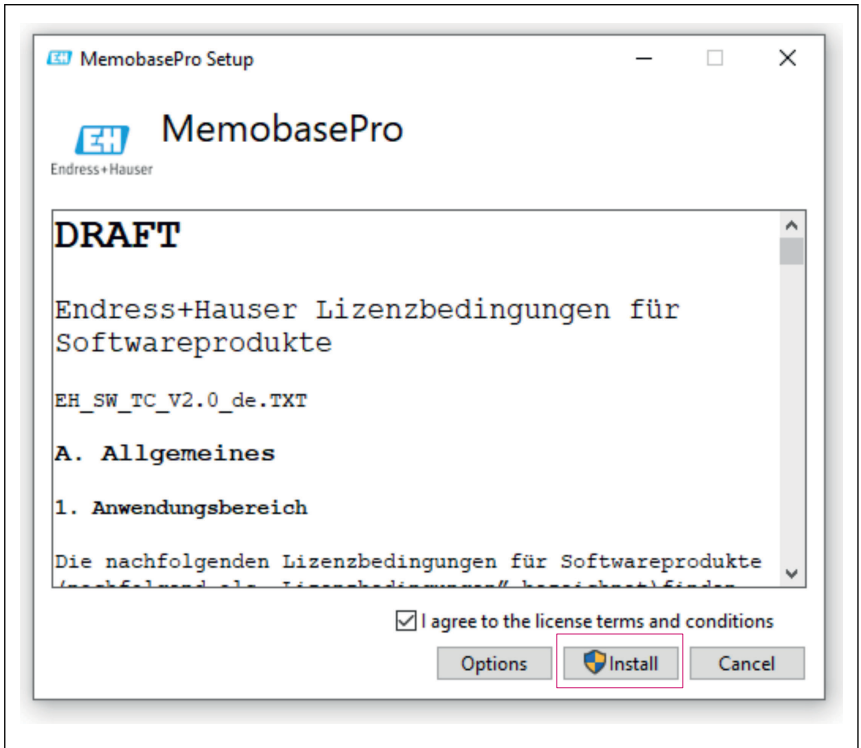 MemobasePro Setup
MemobasePro
Endress+Hauser
DRAFT
Endress+Hauser Lizenzbedingungen für
Softwareprodukte
EH_SW_TC_V2.0_de.TXT
A. Allgemeines
1. Anwendungsbereich
Die nachfolgenden Lizenzbedingungen für Softwareprodukte
I agree to the license terms and conditions
Options
Install
Cancel